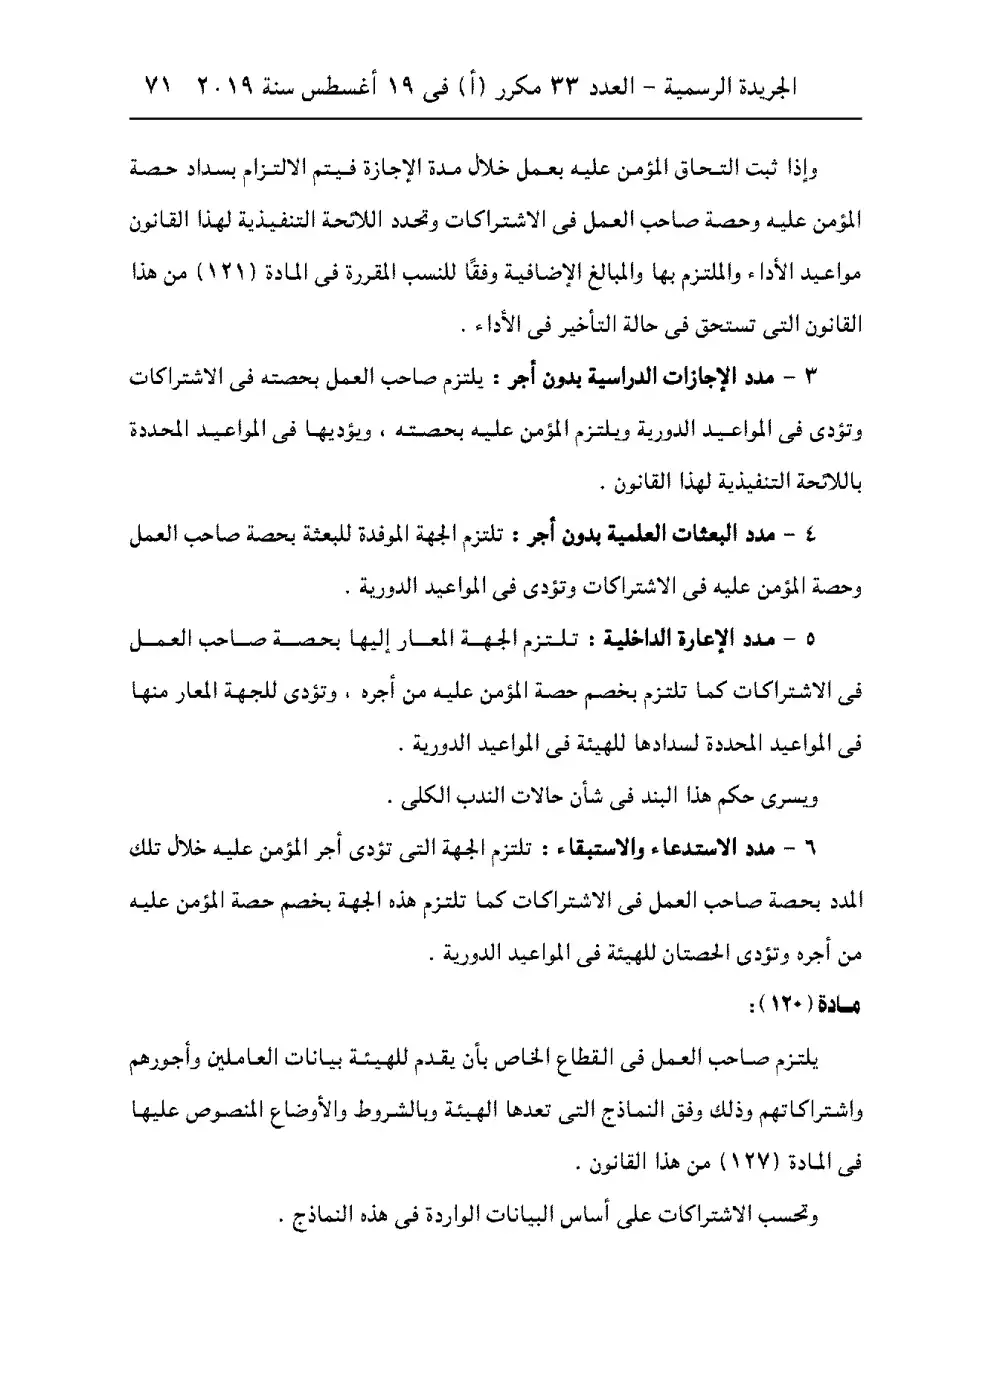 الجريدة الرسمية - العدد ٣٣ مكرر (أ) فى ١٩ أغسطس سنة ٢٠١٩ ٧١
وإذا ثبت التحاق المؤمن عليه بعمل خلال مدة الإجازة فيتم الالتزام بسداد حصة
المؤمن عليه وحصة صاحب العمل فى الاشتراكات وتحدد اللائحة التنفيذية لهذا القانون
مواعيد الأداء والملتزم بها والمبالغ الإضافية وفقًا للنسب المقررة فى المادة (١٢١) من هذا
القانون التى تستحق فى حالة التأخير فى الأداء .
٣ - مدد الإجازات الدراسية بدون أجر : يلتزم صاحب العمل بحصته فى الاشتراكات
وتؤدى فى المواعيد الدورية ويلتزم المؤمن عليه بحصته ، ويؤديها فى المواعيد المحددة
باللائحة التنفيذية لهذا القانون .
٤ - مدد البعثات العلمية بدون أجر : تلتزم الجهة الموفدة للبعثة بحصة صاحب العمل
وحصة المؤمن عليه فى الاشتراكات وتؤدى فى المواعيد الدورية .
٥ - مدد الإعارة الداخلية : تلتزم الجهة المعار إليها بحصة صاحب العمل
فى الاشتراكات كما تلتزم بخصم حصة المؤمن عليه من أجره ، وتؤدى للجهة المعار منها
فى المواعيد المحددة لسدادها للهيئة فى المواعيد الدورية .
ويسرى حكم هذا البند فى شأن حالات الندب الكلى .
٦ - مدد الاستدعاء والاستبقاء : تلتزم الجهة التى تؤدى أجر المؤمن عليه خلال تلك
المدد بحصة صاحب العمل فى الاشتراكات كما تلتزم هذه الجهة بخصم حصة المؤمن عليه
من أجره وتؤدى الحصتان للهيئة فى المواعيد الدورية .
مادة (١٢٠):
يلتزم صاحب العمل فى القطاع الخاص بأن يقدم للهيئة بيانات العاملين وأجورهم
واشتراكاتهم وذلك وفق النماذج التى تعدها الهيئة وبالشروط والأوضاع المنصوص عليها
فى المادة (١٢٧) من هذا القانون .
وتحسب الاشتراكات على أساس البيانات الواردة فى هذه النماذج .